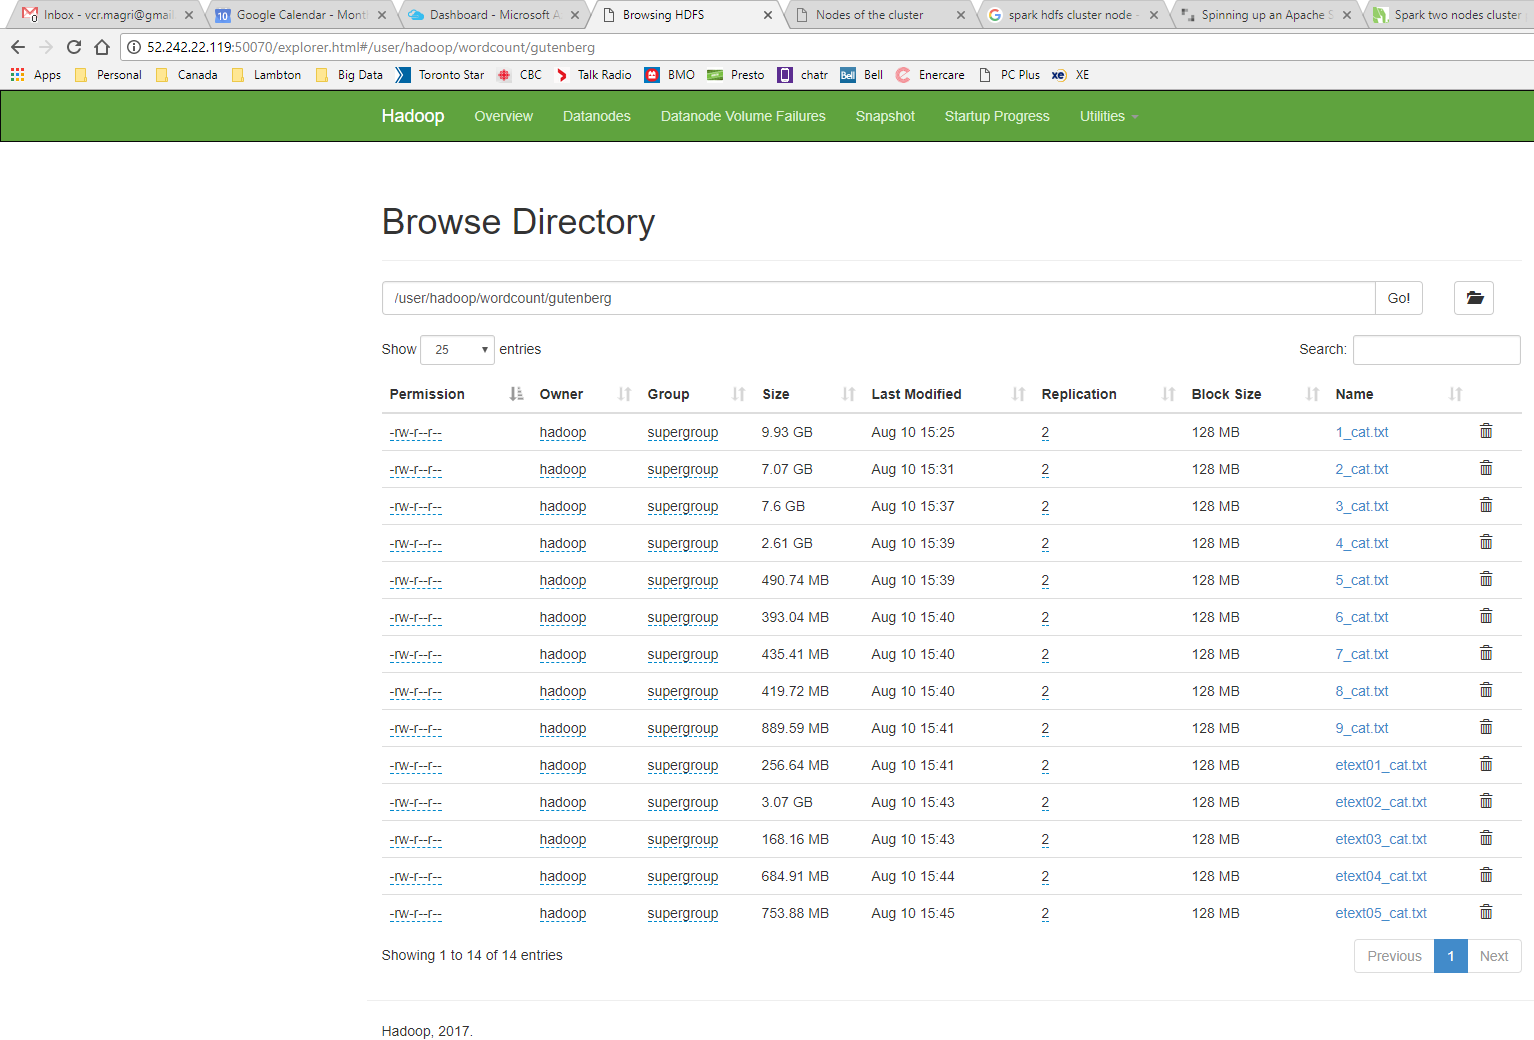 Inbox - vcr.magri@gmail. Google Calendar - Mont Dashboard - Microsoft A Browsing HDFS Nodes of the cluster spark hdfs cluster node - Spinning up an Apache S Spark two nodes cluster
52.242.22.119:50070/explorer.html#/user/hadoop/wordcount/gutenberg
Apps Personal Canada Lambton Big Data Toronto Star CBC Talk Radio BMO Presto chatr Bell Enercare PC Plus XE
Hadoop Overview Datanodes Datanode Volume Failures Snapshot Startup Progress Utilities
Browse Directory
/user/hadoop/wordcount/gutenberg Go!
Show 25 entries Search:
Permission Owner Group Size Last Modified Replication Block Size Name
-rw-r--r-- hadoop supergroup 9.93 GB Aug 10 15:25 2 128 MB 1_cat.txt
-rw-r--r-- hadoop supergroup 7.07 GB Aug 10 15:31 2 128 MB 2_cat.txt
-rw-r--r-- hadoop supergroup 7.6 GB Aug 10 15:37 2 128 MB 3_cat.txt
-rw-r--r-- hadoop supergroup 2.61 GB Aug 10 15:39 2 128 MB 4_cat.txt
-rw-r--r-- hadoop supergroup 490.74 MB Aug 10 15:39 2 128 MB 5_cat.txt
-rw-r--r-- hadoop supergroup 393.04 MB Aug 10 15:40 2 128 MB 6_cat.txt
-rw-r--r-- hadoop supergroup 435.41 MB Aug 10 15:40 2 128 MB 7_cat.txt
-rw-r--r-- hadoop supergroup 419.72 MB Aug 10 15:40 2 128 MB 8_cat.txt
-rw-r--r-- hadoop supergroup 889.59 MB Aug 10 15:41 2 128 MB 9_cat.txt
-rw-r--r-- hadoop supergroup 256.64 MB Aug 10 15:41 2 128 MB etext01_cat.txt
-rw-r--r-- hadoop supergroup 3.07 GB Aug 10 15:43 2 128 MB etext02_cat.txt
-rw-r--r-- hadoop supergroup 168.16 MB Aug 10 15:43 2 128 MB etext03_cat.txt
-rw-r--r-- hadoop supergroup 684.91 MB Aug 10 15:44 2 128 MB etext04_cat.txt
-rw-r--r-- hadoop supergroup 753.88 MB Aug 10 15:45 2 128 MB etext05_cat.txt
Showing 1 to 14 of 14 entries Previous 1 Next
Hadoop, 2017.